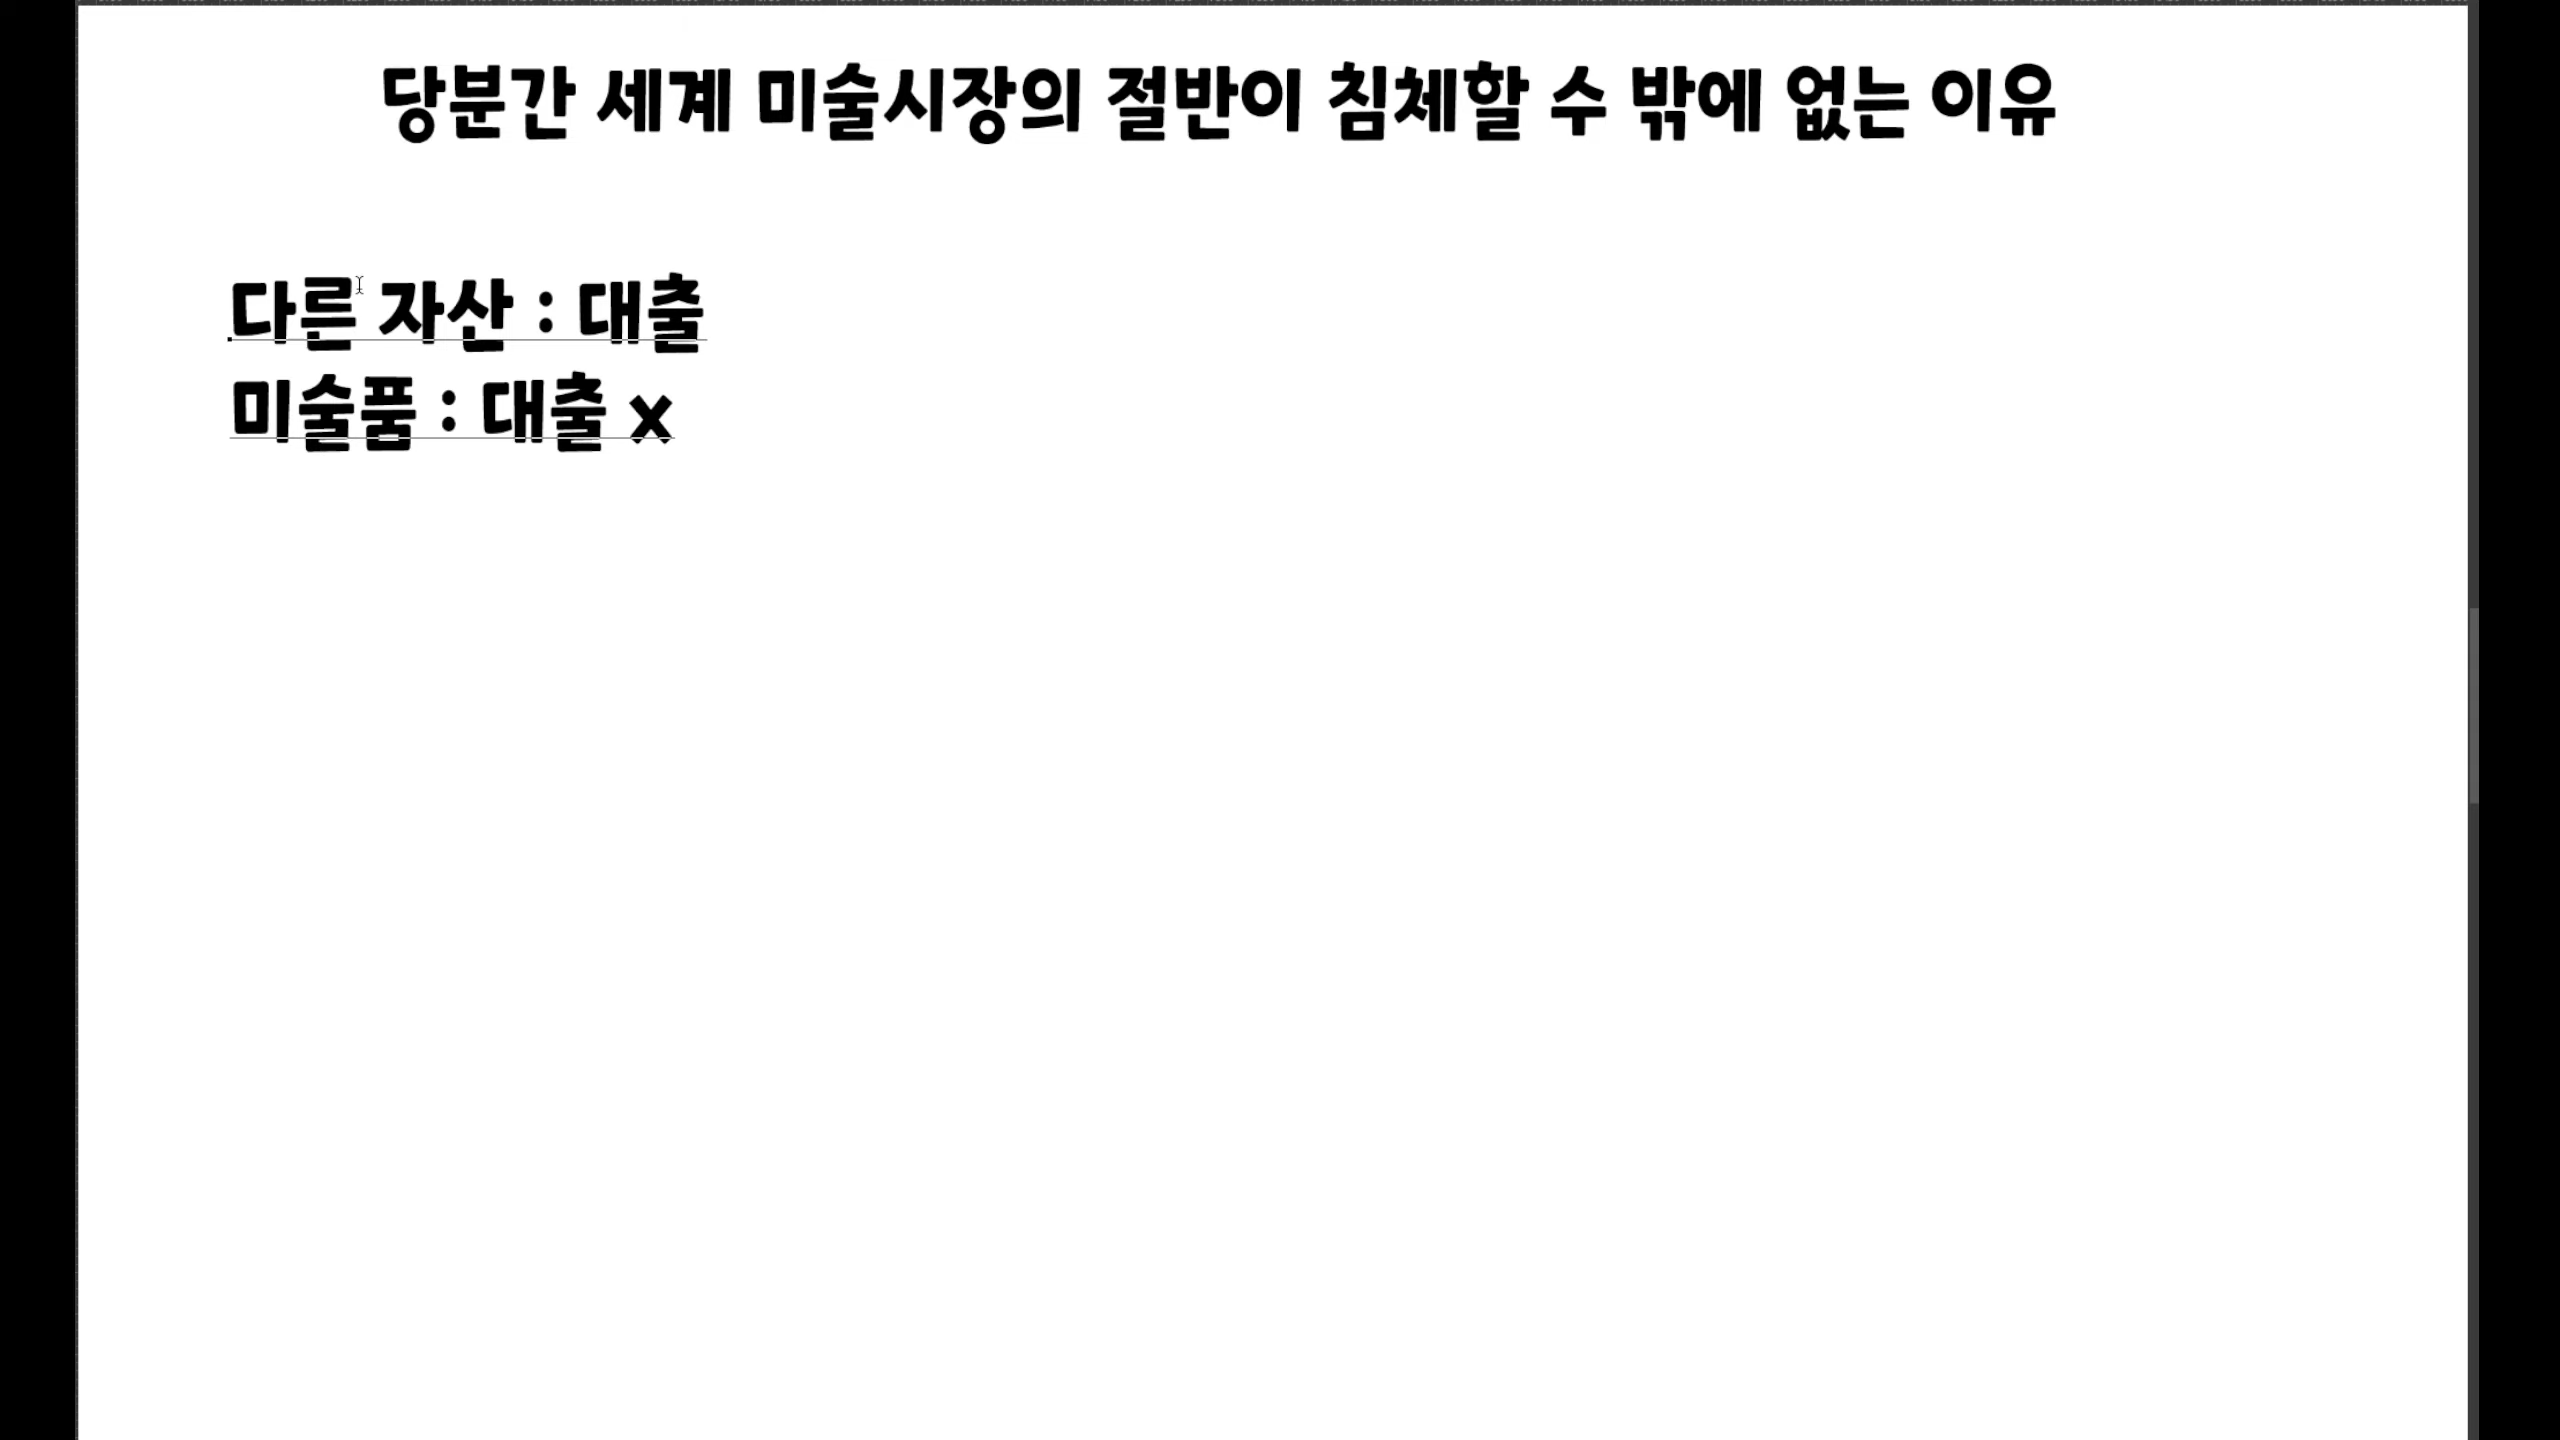 당분간 세계 미술시장의 절반이 침체할 수 밖에 없는 이유
다른 자산 : 대출
미술품 : 대출 x